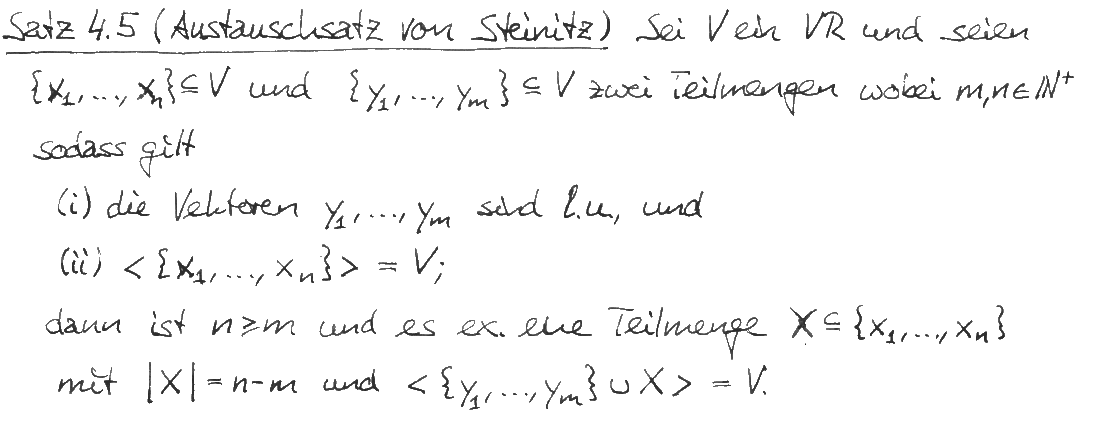 Satz 4.5 (Austauschsatz von Steinitz) Sei V ein VR und seien
{x₁, ..., xₙ} ⊆ V und {y₁, ..., yₘ} ⊆ V zwei Teilmengen wobei m,n ∈ ℕ⁺
sodass gilt
(i) die Vektoren y₁, ..., yₘ sind l.u., und
(ii) < {x₁, ..., xₙ} > = V;
dann ist n ≥ m und es ex. eine Teilmenge X ⊆ {x₁, ..., xₙ}
mit |X| = n-m und < {y₁, ..., yₘ} ∪ X > = V.